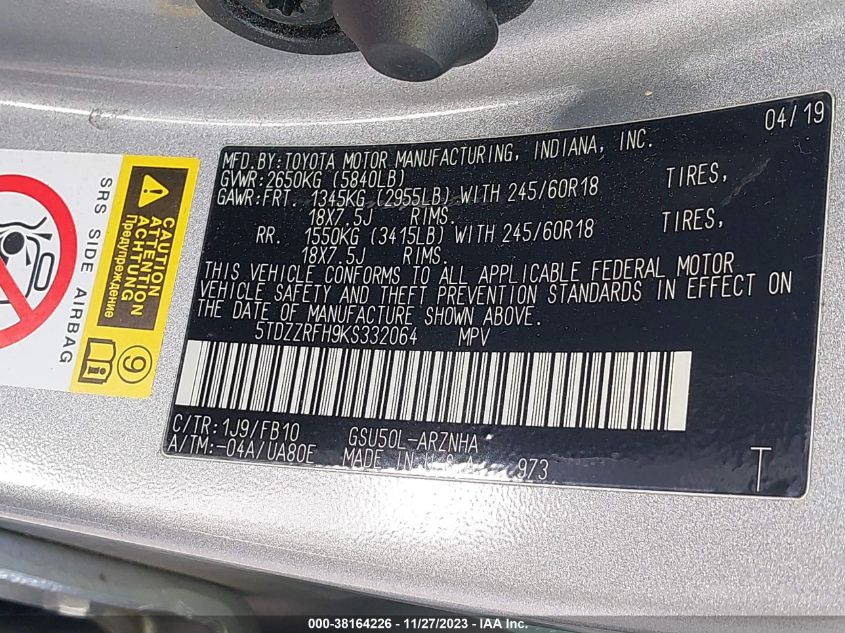 04/19
MFD. BY: TOYOTA MOTOR MANUFACTURING, INDIANA, INC.
GVWR: 2650KG (5840LB)
GAWR: FRT. 1345KG (2955LB) WITH 245/60R18 TIRES,
18X7.5J RIMS.
RR. 1550KG (3415LB) WITH 245/60R18 TIRES,
18X7.5J RIMS.
THIS VEHICLE CONFORMS TO ALL APPLICABLE FEDERAL MOTOR
VEHICLE SAFETY AND THEFT PREVENTION STANDARDS IN EFFECT ON
THE DATE OF MANUFACTURE SHOWN ABOVE.
5TDZZRFH9KS332064 MPV
C/TR: 1J9/FB10 GSU50L-ARZNHA
A/TM: -04A/UA80E MADE IN U.S.A. 973
T
SRS SIDE AIRBAG
CAUTION
ATTENTION
ACHTUNG
Предупреждение
9
000-38164226 - 11/27/2023 - IAA Inc.